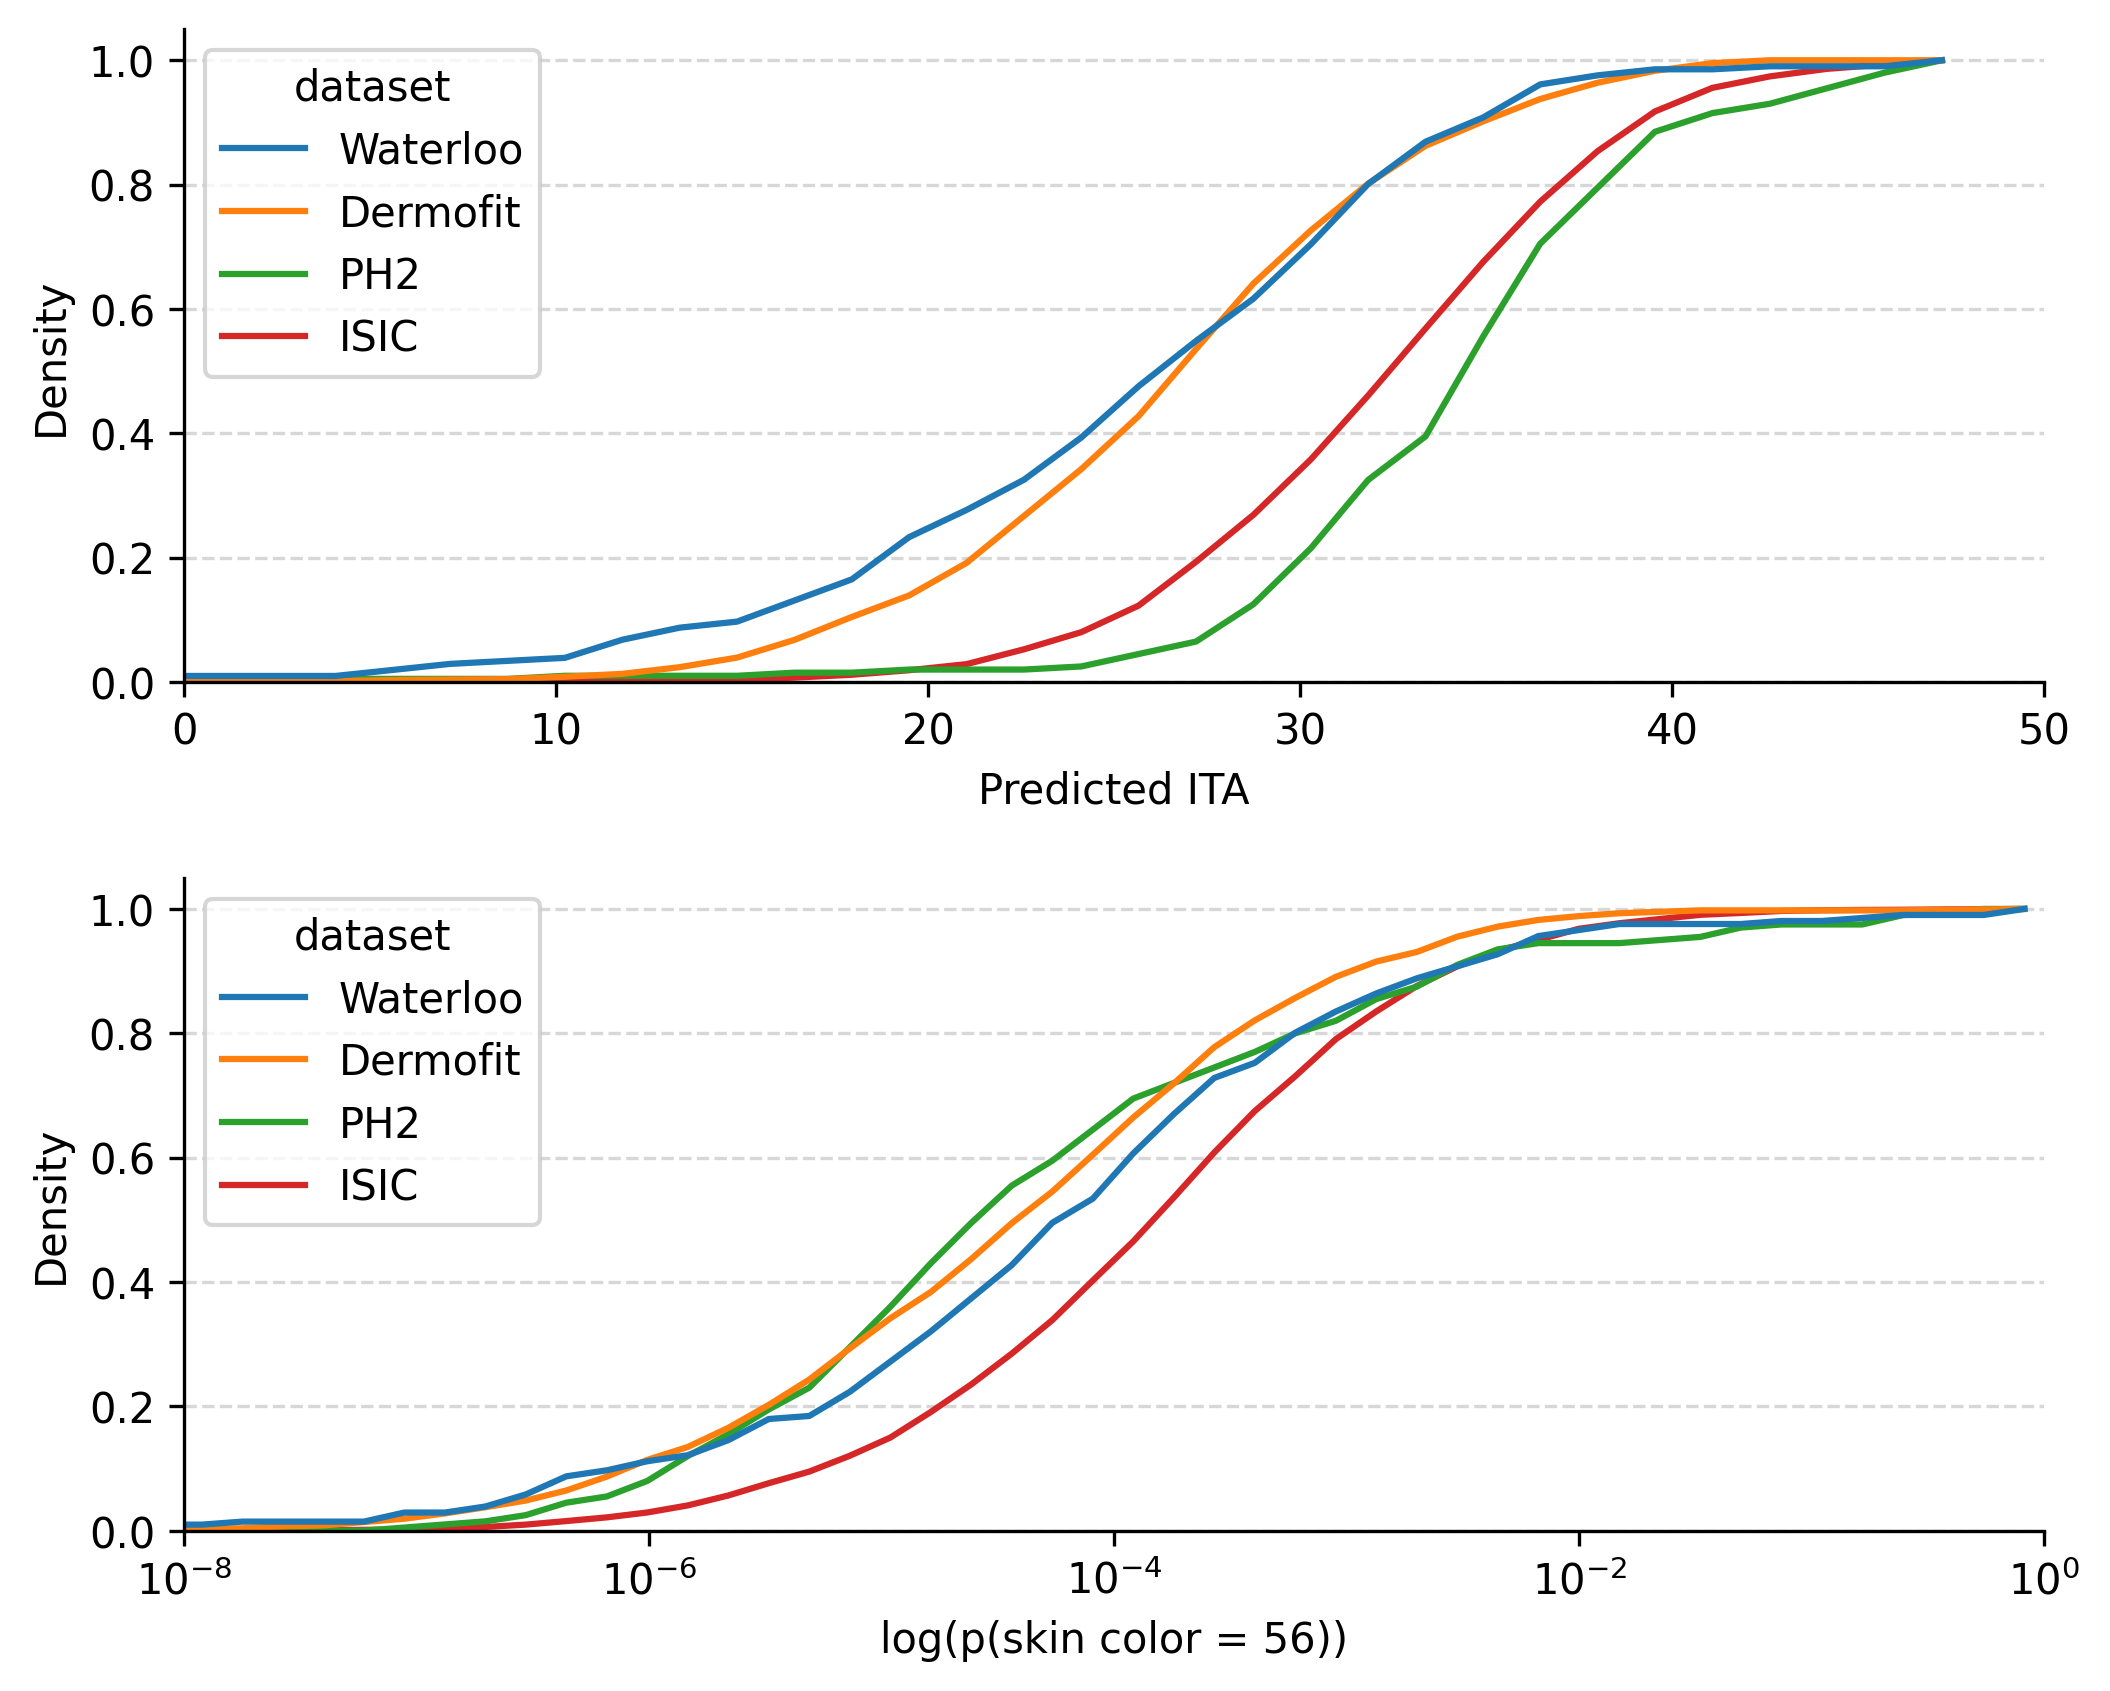 1.0
0.8
0.6
0.4
0.2
0.0
Density
dataset
Waterloo
Dermofit
PH2
ISIC
0 10 20 30 40 50
Predicted ITA
1.0
0.8
0.6
0.4
0.2
0.0
Density
dataset
Waterloo
Dermofit
PH2
ISIC
10⁻⁸ 10⁻⁶ 10⁻⁴ 10⁻² 10⁰
log(p(skin color = 56))